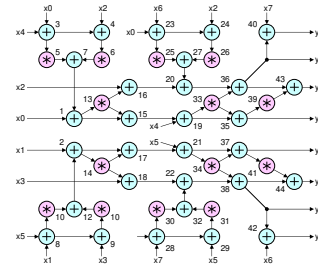 x1 x2 x6 x2 x7
x4 3 4 x0 23 24 40 y
5 7 6 25 27 26 y
x2 16 20 36 43 y
13 33 39
x0 1 15 x4 19 35 y
x1 2 17 x5 21 37 y
14 34 41
x3 18 22 38 44 y
10 12 10 30 32 31 42 y
x5 8 9 28 29 y
x1 x3 x7 x5 x6